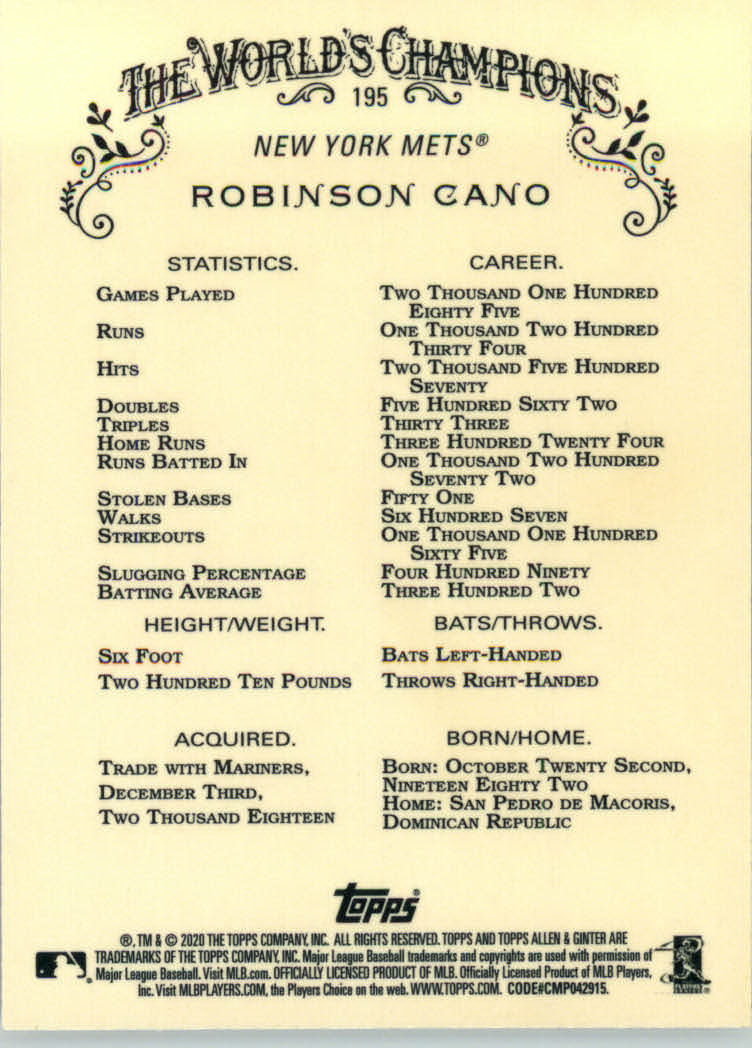 THE WORLD'S CHAMPIONS
195
NEW YORK METS®
ROBINSON CANO
STATISTICS. CAREER.
GAMES PLAYED TWO THOUSAND ONE HUNDRED
EIGHTY FIVE
RUNS ONE THOUSAND TWO HUNDRED
THIRTY FOUR
HITS TWO THOUSAND FIVE HUNDRED
SEVENTY
DOUBLES FIVE HUNDRED SIXTY TWO
TRIPLES THIRTY THREE
HOME RUNS THREE HUNDRED TWENTY FOUR
RUNS BATTED IN ONE THOUSAND TWO HUNDRED
SEVENTY TWO
STOLEN BASES FIFTY ONE
WALKS SIX HUNDRED SEVEN
STRIKEOUTS ONE THOUSAND ONE HUNDRED
SIXTY FIVE
SLUGGING PERCENTAGE FOUR HUNDRED NINETY
BATTING AVERAGE THREE HUNDRED TWO
HEIGHT/WEIGHT. BATS/THROWS.
SIX FOOT BATS LEFT-HANDED
TWO HUNDRED TEN POUNDS THROWS RIGHT-HANDED
ACQUIRED. BORN/HOME.
TRADE WITH MARINERS,
DECEMBER THIRD,
TWO THOUSAND EIGHTEEN
BORN: OCTOBER TWENTY SECOND,
NINETEEN EIGHTY TWO
HOME: SAN PEDRO DE MACORIS,
DOMINICAN REPUBLIC
topps®
®, TM & © 2020 THE TOPPS COMPANY, INC. ALL RIGHTS RESERVED. TOPPS AND TOPPS ALLEN & GINTER ARE
TRADEMARKS OF THE TOPPS COMPANY, INC. Major League Baseball trademarks and copyrights are used with permission of
Major League Baseball. Visit MLB.com. OFFICIALLY LICENSED PRODUCT OF MLB. Officially Licensed Product of MLB Players,
Inc. Visit MLBPLAYERS.COM, the Players Choice on the web. WWW.TOPPS.COM. CODE#CMP042915.